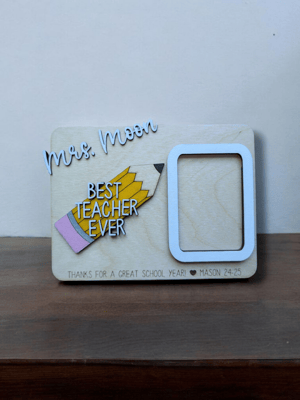 Mrs. Moon
BEST
TEACHER
EVER
THANKS FOR A GREAT SCHOOL YEAR! ♥ MASON 24-25